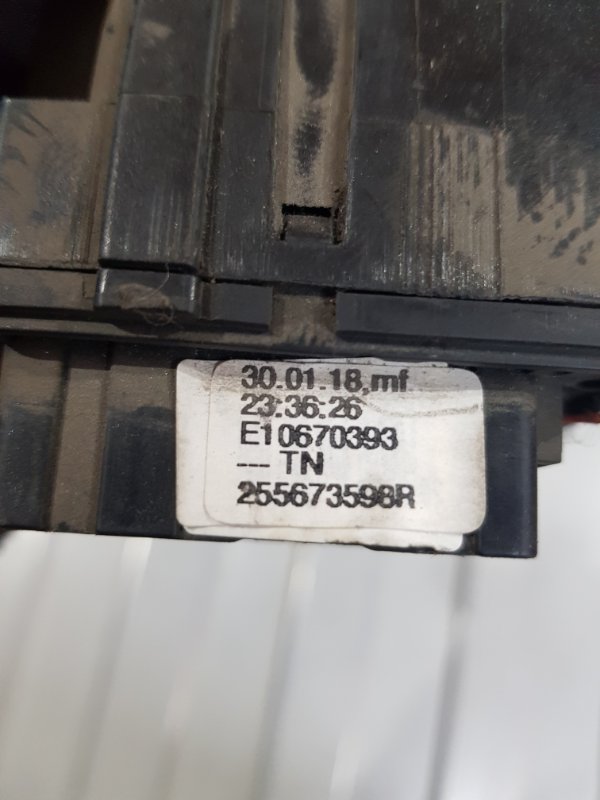 30.01.18,mf
23:36:26
E10670393
--- TN
255673598R